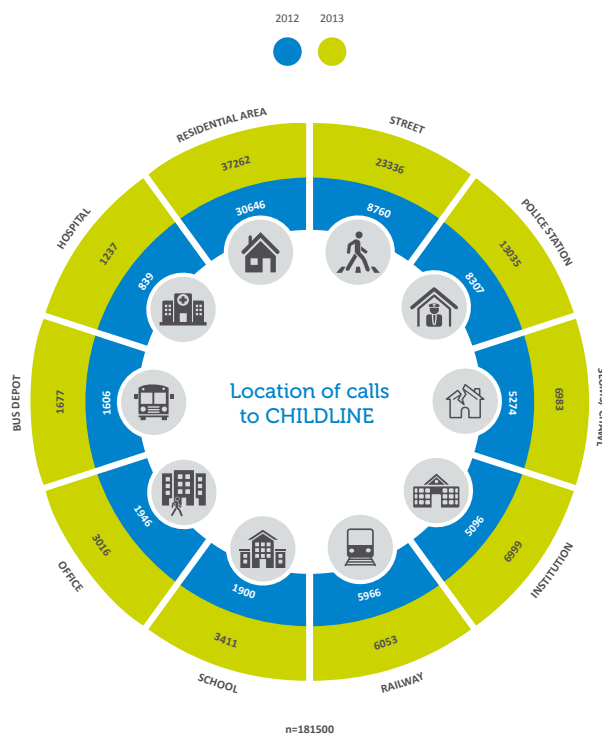 2012 2013
RESIDENTIAL AREA
37262
30646
STREET
23336
8760
POLICE STATION
13035
8307
6983
5274
INSTITUTION
6999
5096
RAILWAY
6053
5966
SCHOOL
3411
1900
OFFICE
3016
1946
BUS DEPOT
1677
1606
HOSPITAL
1237
839
Location of calls
to CHILDLINE
n=181500